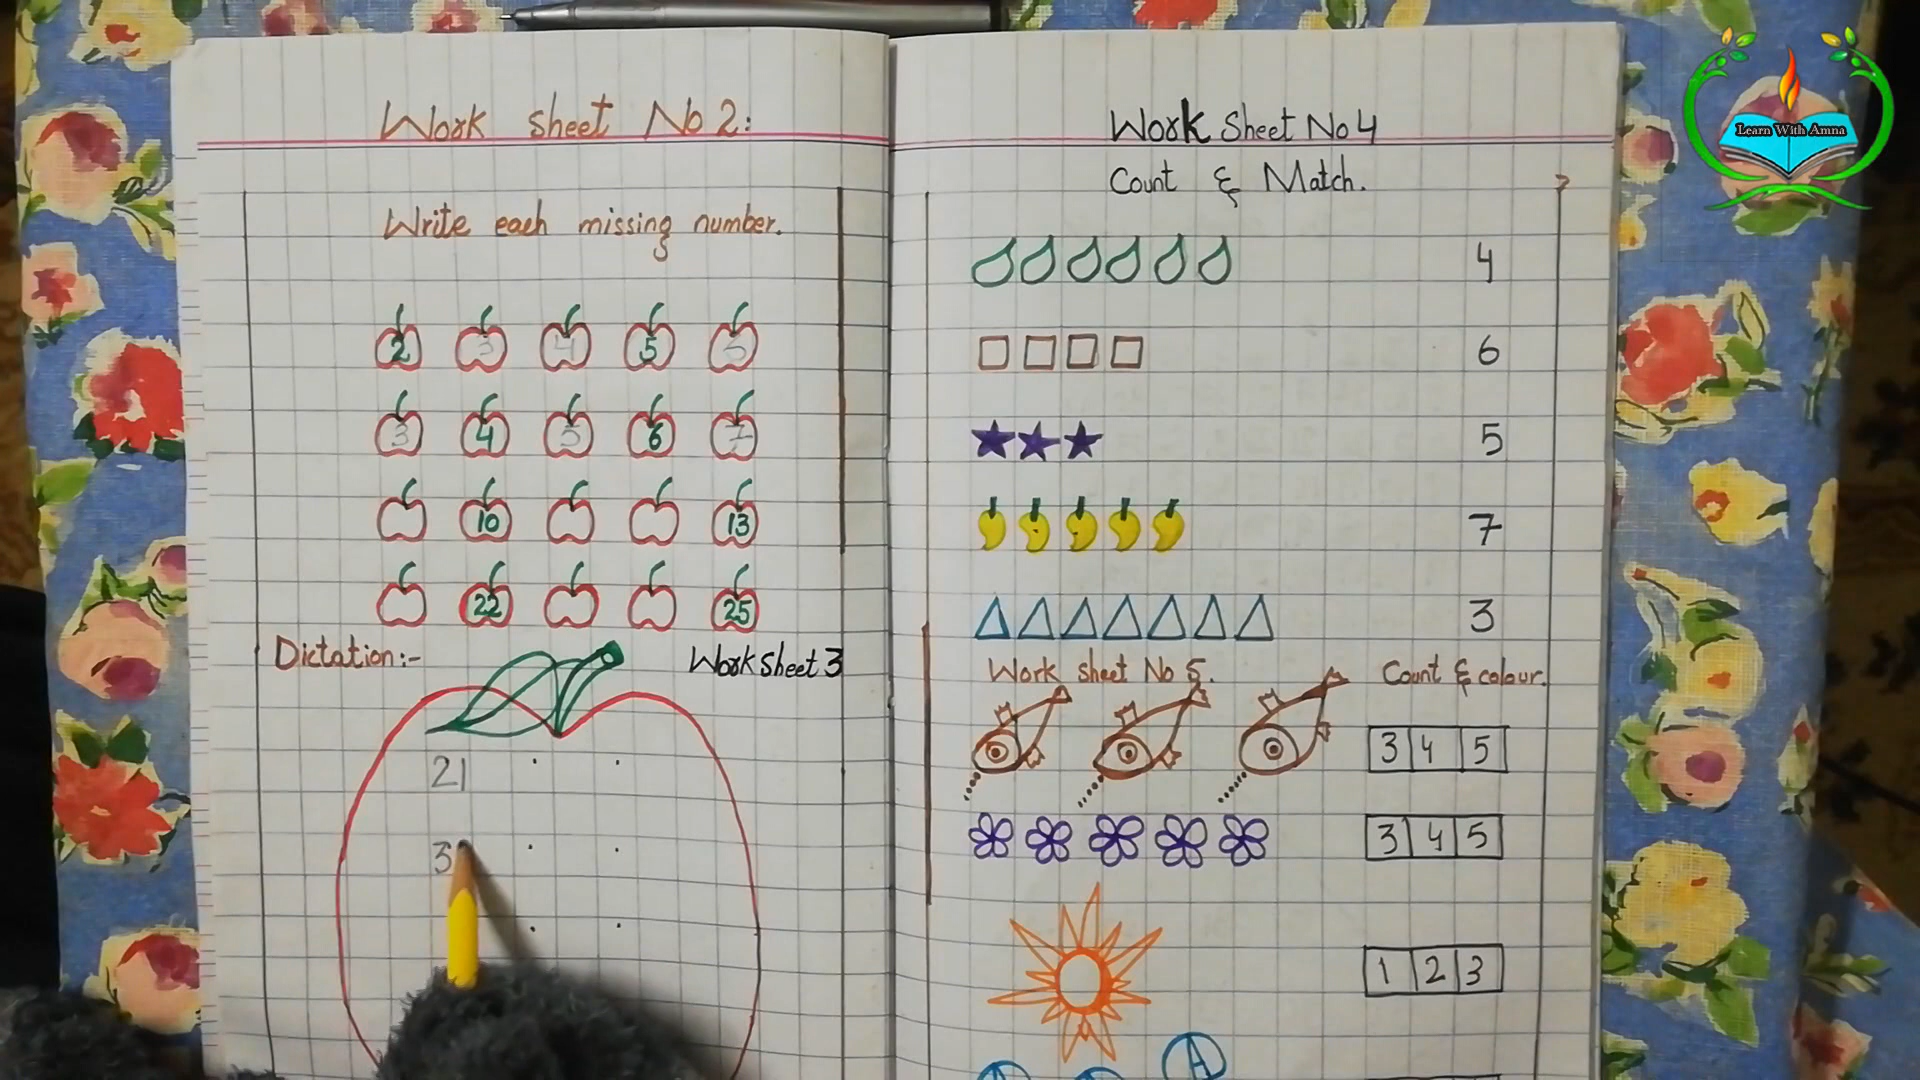 Work sheet No 2:
Write each missing number.
2 3 4 5 6
3 4 5 6 7
10 13
22 25
Dictation:-
Worksheet 3
21
3
Work Sheet No 4
Count & Match.
4
6
5
7
3
Work sheet No 5.
Count & colour.
3 4 5
3 4 5
1 2 3
A
Learn With Amna